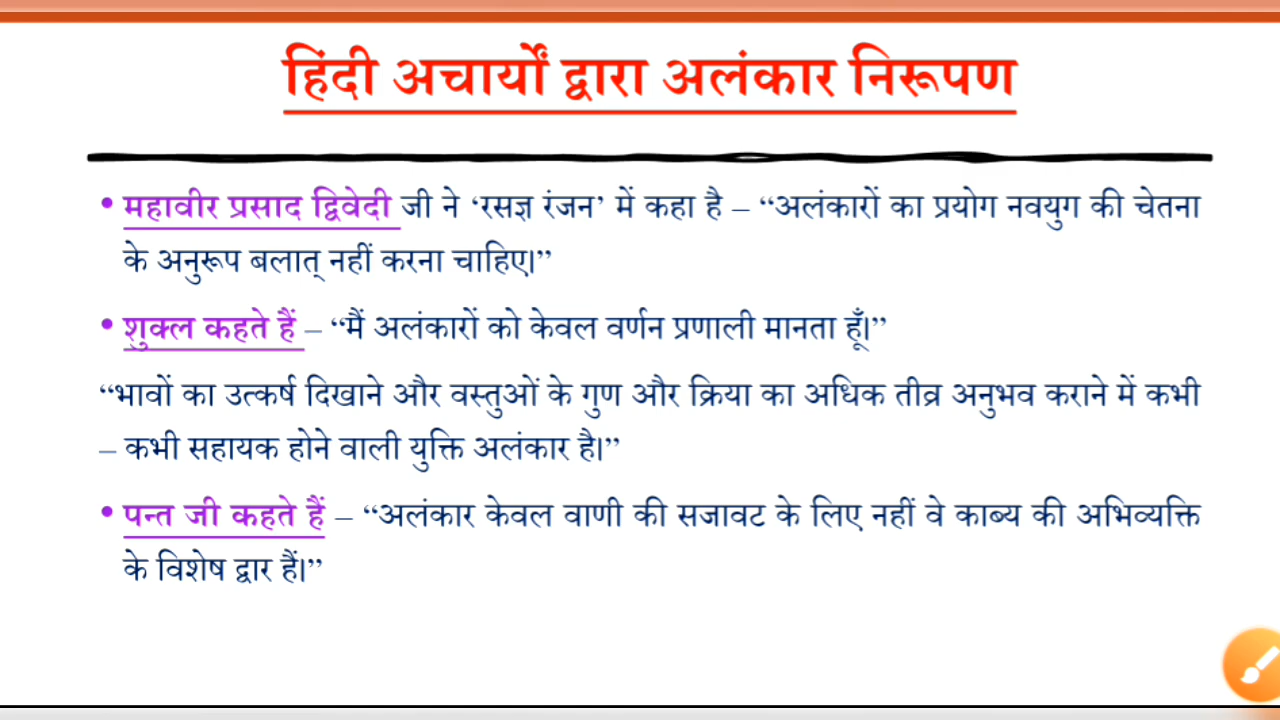 हिंदी अचार्यों द्वारा अलंकार निरूपण
• महावीर प्रसाद द्विवेदी जी ने ‘रसज्ञ रंजन’ में कहा है – “अलंकारों का प्रयोग नवयुग की चेतना
के अनुरूप बलात् नहीं करना चाहिए।”
• शुक्ल कहते हैं – “मैं अलंकारों को केवल वर्णन प्रणाली मानता हूँ।”
“भावों का उत्कर्ष दिखाने और वस्तुओं के गुण और क्रिया का अधिक तीव्र अनुभव कराने में कभी
– कभी सहायक होने वाली युक्ति अलंकार है।”
• पन्त जी कहते हैं – “अलंकार केवल वाणी की सजावट के लिए नहीं वे काब्य की अभिव्यक्ति
के विशेष द्वार हैं।”